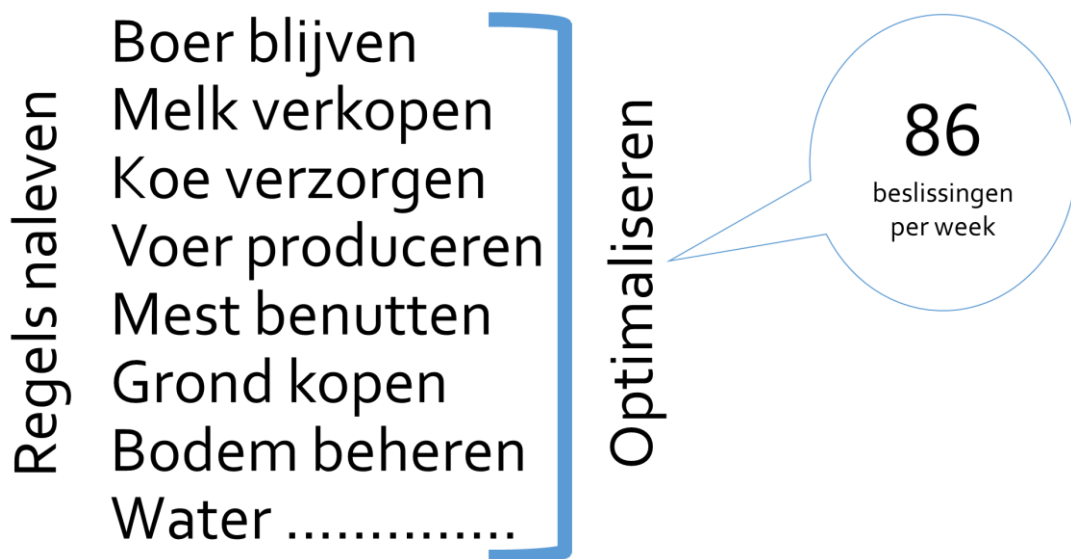 Regels naleven
Boer blijven
Melk verkopen
Koe verzorgen
Voer produceren
Mest benutten
Grond kopen
Bodem beheren
Water ..............
Optimaliseren
86
beslissingen
per week